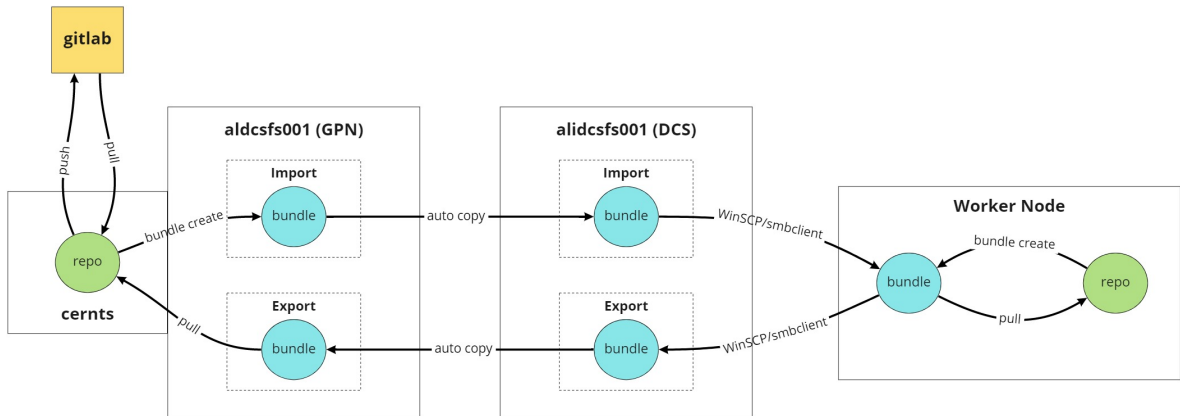 gitlab
push
pull
aldcsfs001 (GPN)
alidcsfs001 (DCS)
Import
bundle
Import
bundle
bundle create
auto copy
WinSCP/smbclient
Worker Node
bundle create
repo
cernts
bundle
pull
repo
Export
bundle
Export
bundle
pull
auto copy
WinSCP/smbclient